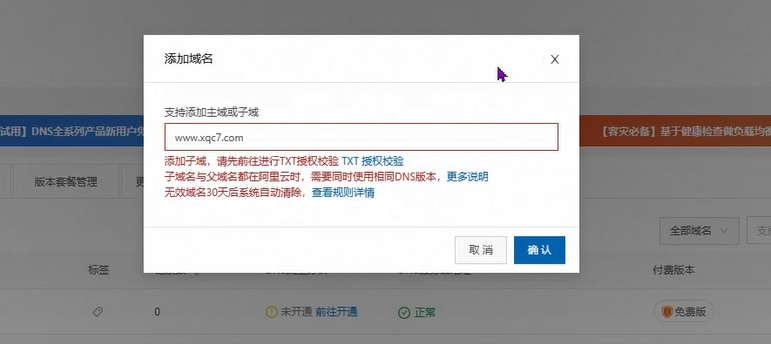 添加域名
支持添加主域或子域
www.xqc7.com
添加子域，请先前往进行TXT授权校验 TXT 授权校验
子域名与父域名都在阿里云时，需要同时使用相同DNS版本，更多说明
无效域名30天后系统自动清除，查看规则详情
取消 确认
试用】DNS全系列产品新用户
【容灾必备】基于健康检查做负载均衡
版本套餐管理 更
全部域名 支
标签 付费版本
0 未开通 前往开通 正常 免费版